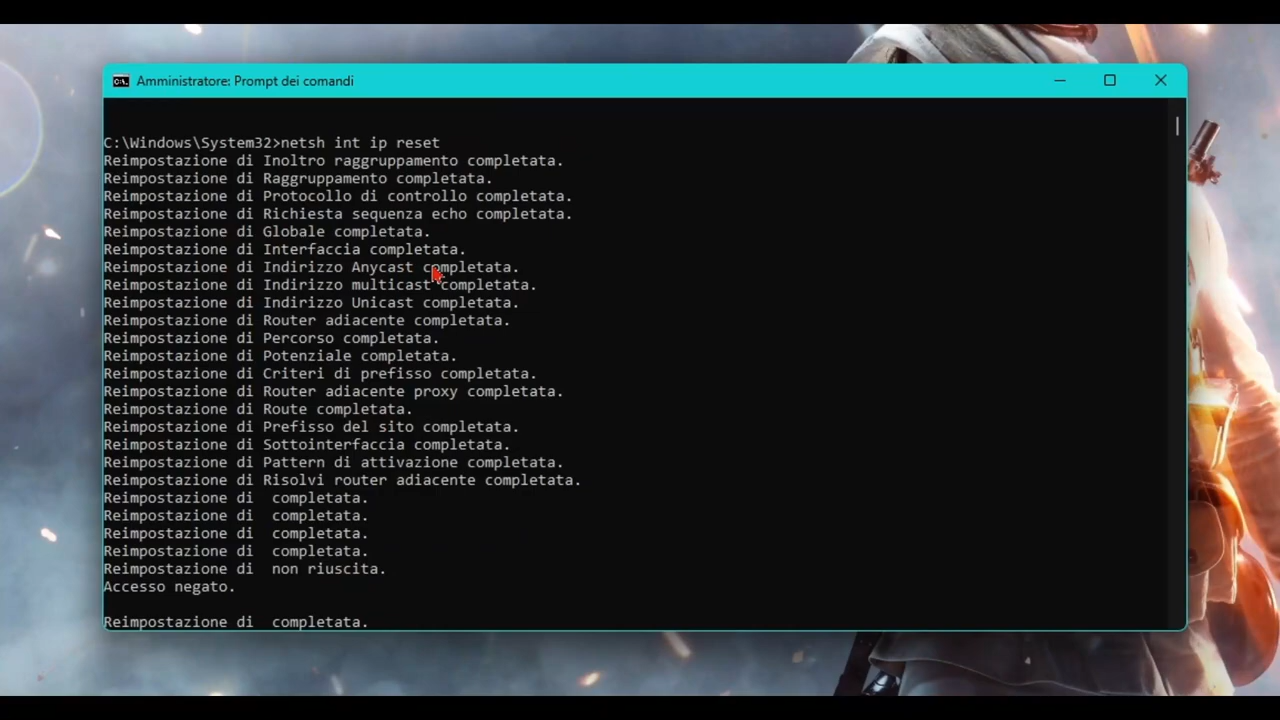 Amministratore: Prompt dei comandi
C:\Windows\System32>netsh int ip reset
Reimpostazione di Inoltro raggruppamento completata.
Reimpostazione di Raggruppamento completata.
Reimpostazione di Protocollo di controllo completata.
Reimpostazione di Richiesta sequenza echo completata.
Reimpostazione di Globale completata.
Reimpostazione di Interfaccia completata.
Reimpostazione di Indirizzo Anycast completata.
Reimpostazione di Indirizzo multicast completata.
Reimpostazione di Indirizzo Unicast completata.
Reimpostazione di Router adiacente completata.
Reimpostazione di Percorso completata.
Reimpostazione di Potenziale completata.
Reimpostazione di Criteri di prefisso completata.
Reimpostazione di Router adiacente proxy completata.
Reimpostazione di Route completata.
Reimpostazione di Prefisso del sito completata.
Reimpostazione di Sottointerfaccia completata.
Reimpostazione di Pattern di attivazione completata.
Reimpostazione di Risolvi router adiacente completata.
Reimpostazione di  completata.
Reimpostazione di  completata.
Reimpostazione di  completata.
Reimpostazione di  completata.
Reimpostazione di  non riuscita.
Accesso negato.
Reimpostazione di  completata.